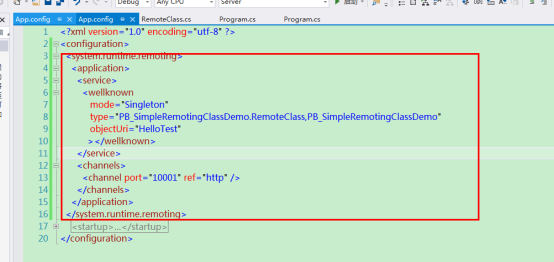 Debug Any CPU Server 启动
App.config App.config RemoteClass.cs Program.cs Program.cs
1 <?xml version="1.0" encoding="utf-8" ?>
2 <configuration>
3 <system.runtime.remoting>
4 <application>
5 <service>
6 <wellknown
7 mode="Singleton"
8 type="PB_SimpleRemotingClassDemo.RemoteClass,PB_SimpleRemotingClassDemo"
9 objectUri="HelloTest"
10 ></wellknown>
11 </service>
12 <channels>
13 <channel port="10001" ref="http" />
14 </channels>
15 </application>
16 </system.runtime.remoting>
17 <startup>...</startup>
20 </configuration>